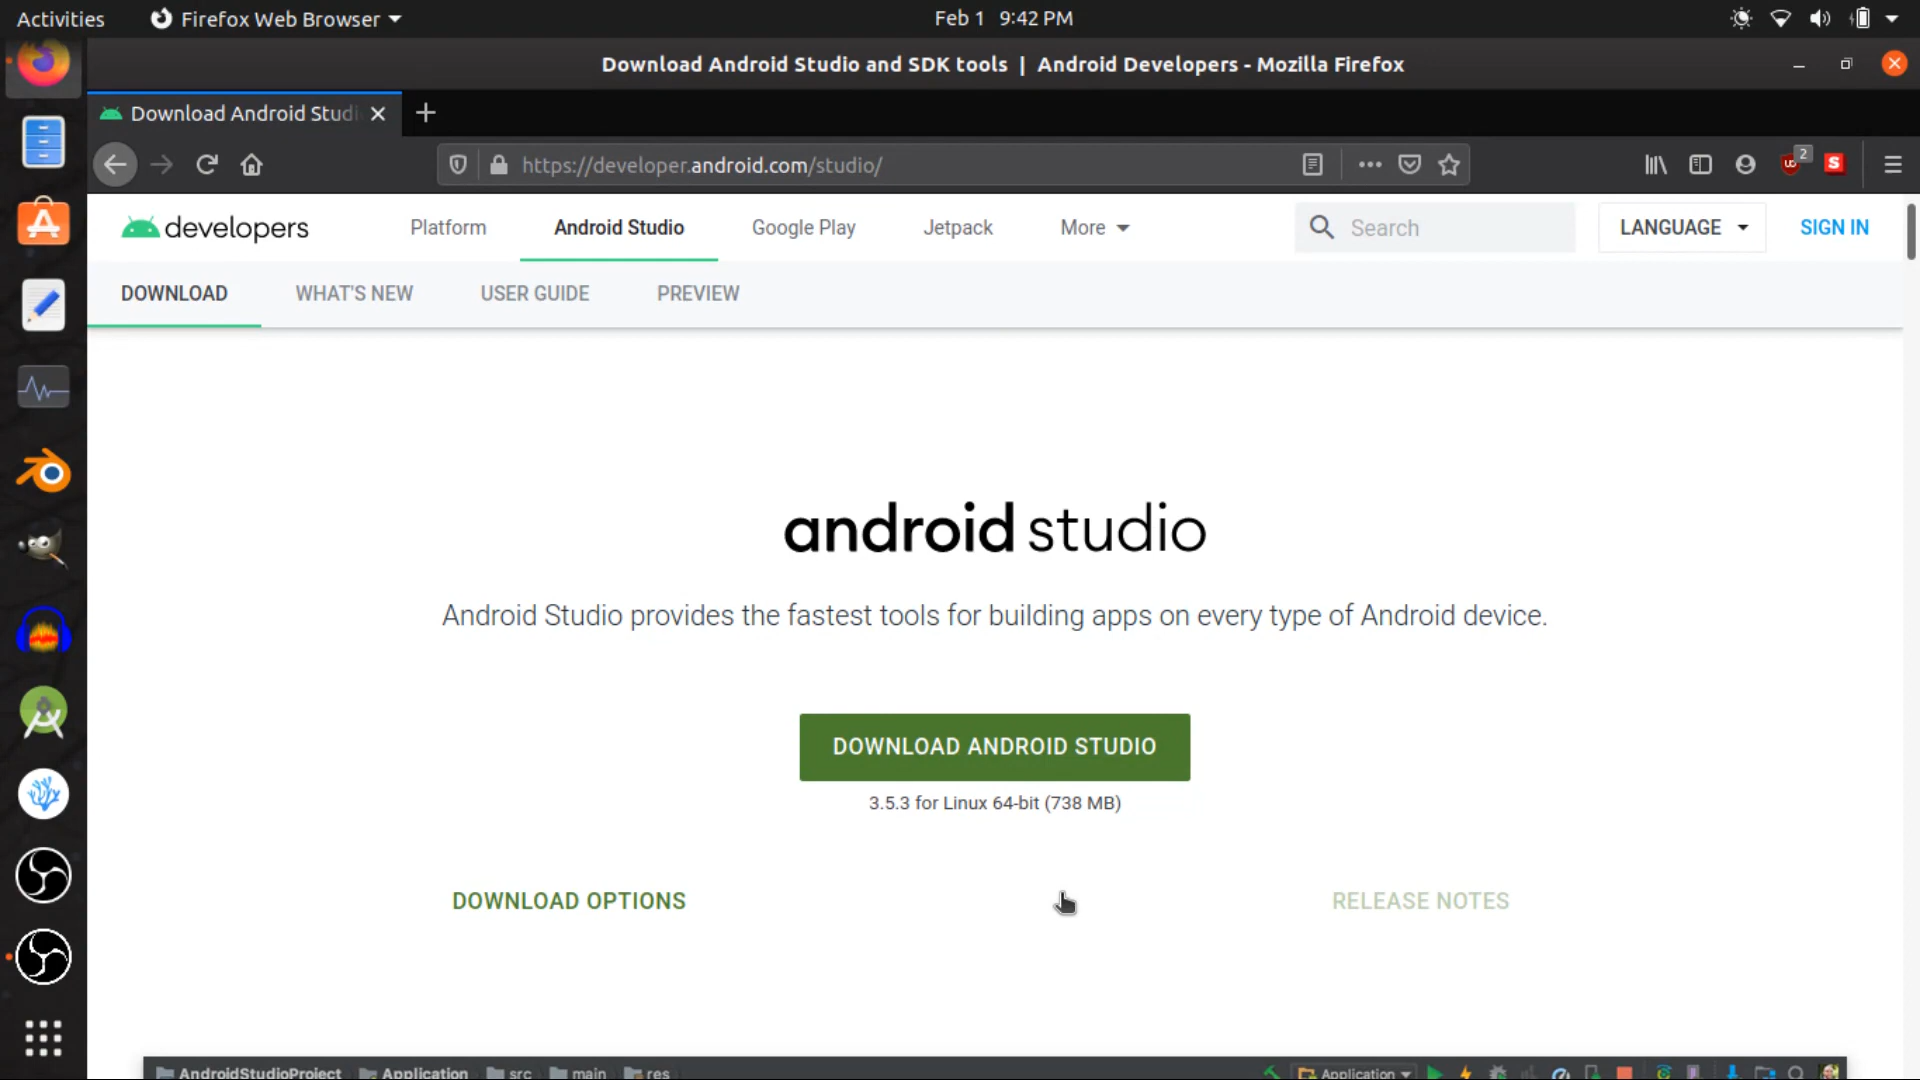 Activities Firefox Web Browser Feb 1 9:42 PM
Download Android Studio and SDK tools | Android Developers - Mozilla Firefox
Download Android Studi
https://developer.android.com/studio/ 2 S
developers Platform Android Studio Google Play Jetpack More Search LANGUAGE SIGN IN
DOWNLOAD WHAT'S NEW USER GUIDE PREVIEW
android studio
Android Studio provides the fastest tools for building apps on every type of Android device.
DOWNLOAD ANDROID STUDIO
3.5.3 for Linux 64-bit (738 MB)
DOWNLOAD OPTIONS RELEASE NOTES
AndroidStudioProject Application src main res Application